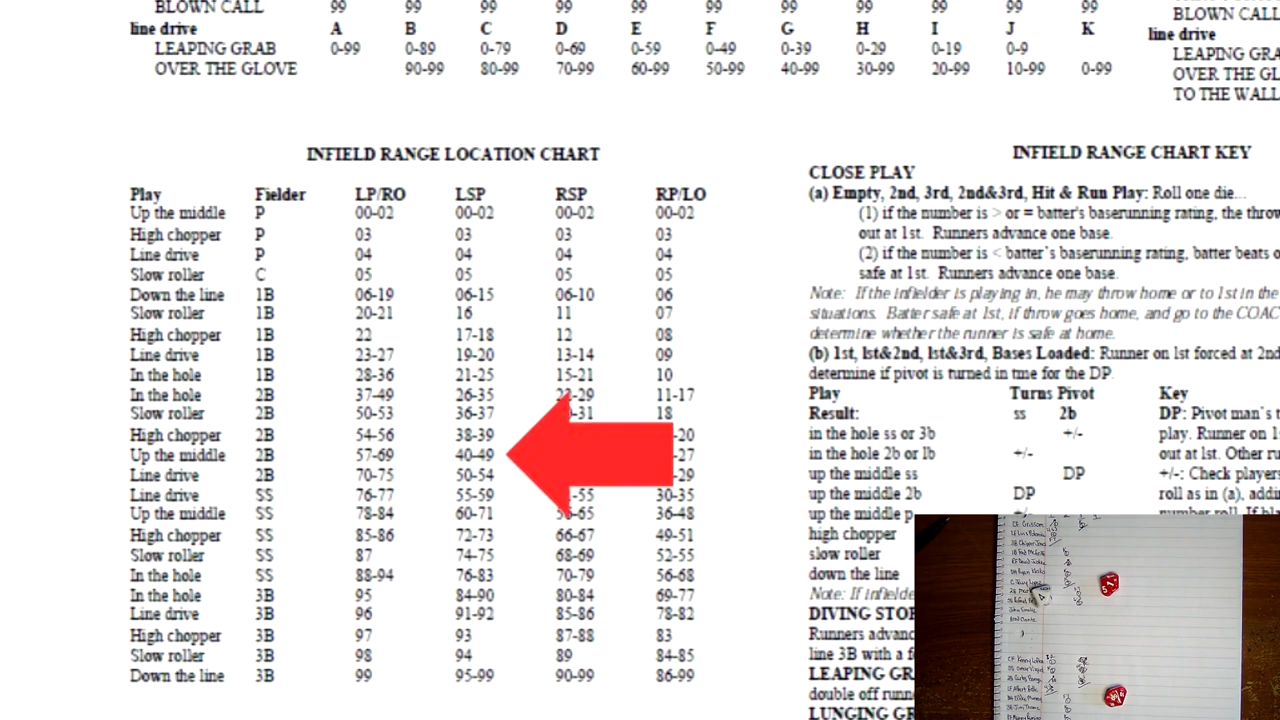 BLOWN CALL 99 99 99 99 99 99 99 99 99 99 99
line drive A B C D E F G H I J K
LEAPING GRAB 0-99 0-89 0-79 0-69 0-59 0-49 0-39 0-29 0-19 0-9
OVER THE GLOVE 90-99 80-99 70-99 60-99 50-99 40-99 30-99 20-99 10-99 0-99
BLOWN CALL
line drive
LEAPING GRA
OVER THE GL
TO THE WALL
INFIELD RANGE LOCATION CHART
Play Fielder LP/RO LSP RSP RP/LO
Up the middle P 00-02 00-02 00-02 00-02
High chopper P 03 03 03 03
Line drive P 04 04 04 04
Slow roller C 05 05 05 05
Down the line 1B 06-19 06-15 06-10 06
Slow roller 1B 20-21 16 11 07
High chopper 1B 22 17-18 12 08
Line drive 1B 23-27 19-20 13-14 09
In the hole 1B 28-36 21-25 15-21 10
In the hole 2B 37-49 26-35 -29 11-17
Slow roller 2B 50-53 36-37 -31 18
High chopper 2B 54-56 38-39 -20
Up the middle 2B 57-69 40-49 -27
Line drive 2B 70-75 50-54 -29
Line drive SS 76-77 55-59 -55 30-35
Up the middle SS 78-84 60-71 -65 36-48
High chopper SS 85-86 72-73 66-67 49-51
Slow roller SS 87 74-75 68-69 52-55
In the hole SS 88-94 76-83 70-79 56-68
In the hole 3B 95 84-90 80-84 69-77
Line drive 3B 96 91-92 85-86 78-82
High chopper 3B 97 93 87-88 83
Slow roller 3B 98 94 89 84-85
Down the line 3B 99 95-99 90-99 86-99
INFIELD RANGE CHART KEY
CLOSE PLAY
(a) Empty, 2nd, 3rd, 2nd&3rd, Hit & Run Play: Roll one die...
(1) if the number is > or = batter's baserunning rating, the throw
out at 1st. Runners advance one base.
(2) if the number is < batter's baserunning rating, batter beats o
safe at 1st. Runners advance one base.
Note: If the infielder is playing in, he may throw home or to 1st in the
situations. Batter safe at 1st, if throw goes home, and go to the COAC
determine whether the runner is safe at home.
(b) 1st, 1st&2nd, 1st&3rd, Bases Loaded: Runner on 1st forced at 2nd
determine if pivot is turned in time for the DP.
Play Turns Pivot Key
Result: ss 2b DP: Pivot man's t
in the hole ss or 3b +/- play. Runner on 1
in the hole 2b or 1b +/- out at 1st. Other ru
up the middle ss DP +/-: Check players
up the middle 2b DP roll as in (a), addi
up the middle p +/- number roll. If bla
high chopper
slow roller
down the line
Note: If infielde
DIVING STOP
Runners advanc
line 3B with a f
LEAPING GR
double off runn
LUNGING GR